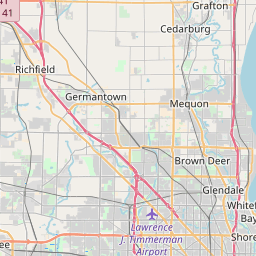 41
41
Grafton
Cedarburg
Richfield
Germantown
Mequon
Brown Deer
Glendale
Whitef
Bay
Lawrence
J. Timmerman
Airport
Shore
ee